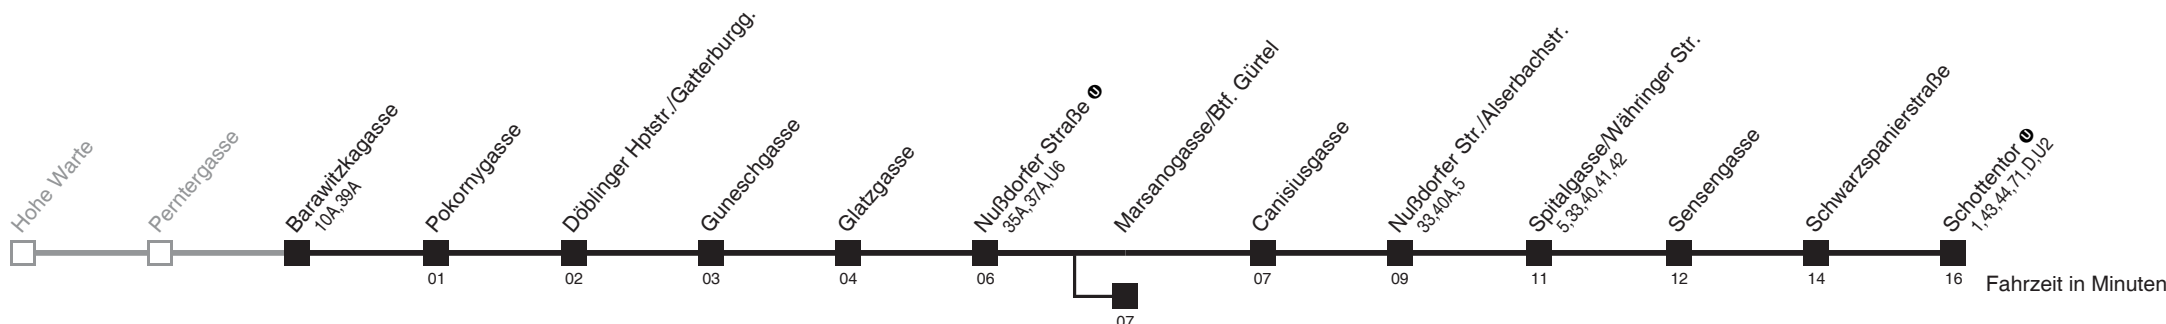 Hohe Warte
Perntergasse
Barawitzkagasse
10A,39A
Pokornygasse
01
Döblinger Hptstr./Gatterburgg.
02
Guneschgasse
03
Glatzgasse
04
Nußdorfer Straße U
35A,37A,U6
06
Marsanogasse/Btf. Gürtel
07
Canisiusgasse
07
Nußdorfer Str./Alserbachstr.
33,40A,5
09
Spitalgasse/Währinger Str.
5,33,40,41,42
11
Sensengasse
12
Schwarzspanierstraße
14
Schottentor U
1,43,44,71,D,U2
16
Fahrzeit in Minuten